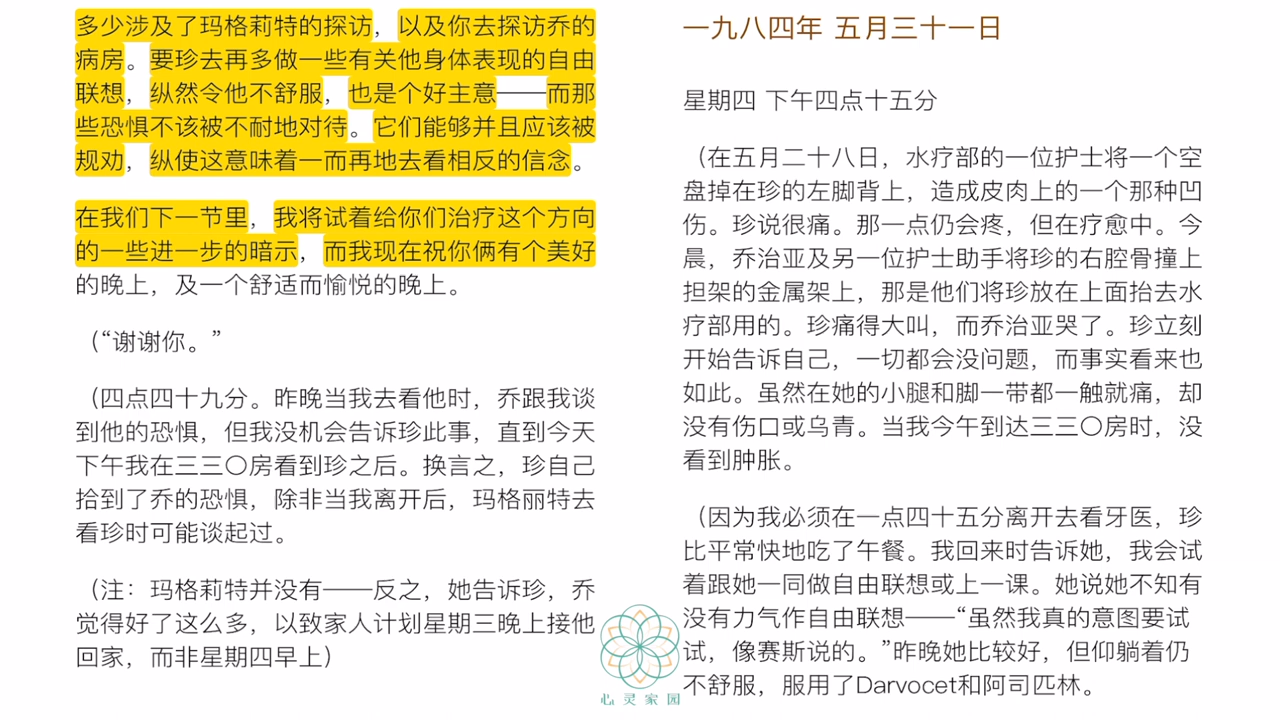 多少涉及了玛格莉特的探访，以及你去探访乔的
病房。要珍去再多做一些有关他身体表现的自由
联想，纵然令他不舒服，也是个好主意——而那
些恐惧不该被不耐地对待。它们能够并且应该被
规劝，纵使这意味着一而再地去看相反的信念。
在我们下一节里，我将试着给你们治疗这个方向
的一些进一步的暗示，而我现在祝你俩有个美好
的晚上，及一个舒适而愉悦的晚上。
（“谢谢你。”
（四点四十九分。昨晚当我去看他时，乔跟我谈
到他的恐惧，但我没机会告诉珍此事，直到今天
下午我在三三〇房看到珍之后。换言之，珍自己
拾到了乔的恐惧，除非当我离开后，玛格丽特去
看珍时可能谈起过。
（注：玛格莉特并没有——反之，她告诉珍，乔
觉得好了这么多，以致家人计划星期三晚上接他
回家，而非星期四早上）
一九八四年 五月三十一日
星期四 下午四点十五分
（在五月二十八日，水疗部的一位护士将一个空
盘掉在珍的左脚背上，造成皮肉上的一个那种凹
伤。珍说很痛。那一点仍会疼，但在疗愈中。今
晨，乔治亚及另一位护士助手将珍的右腔骨撞上
担架的金属架上，那是他们将珍放在上面抬去水
疗部用的。珍痛得大叫，而乔治亚哭了。珍立刻
开始告诉自己，一切都会没问题，而事实看来也
如此。虽然在她的小腿和脚一带都一触就痛，却
没有伤口或乌青。当我今午到达三三〇房时，没
看到肿胀。
（因为我必须在一点四十五分离开去看牙医，珍
比平常快地吃了午餐。我回来时告诉她，我会试
着跟她一同做自由联想或上一课。她说她不知有
没有力气作自由联想——“虽然我真的意图要试
试，像赛斯说的。”昨晚她比较好，但仰躺着仍
不舒服，服用了Darvocet和阿司匹林。
心灵家园